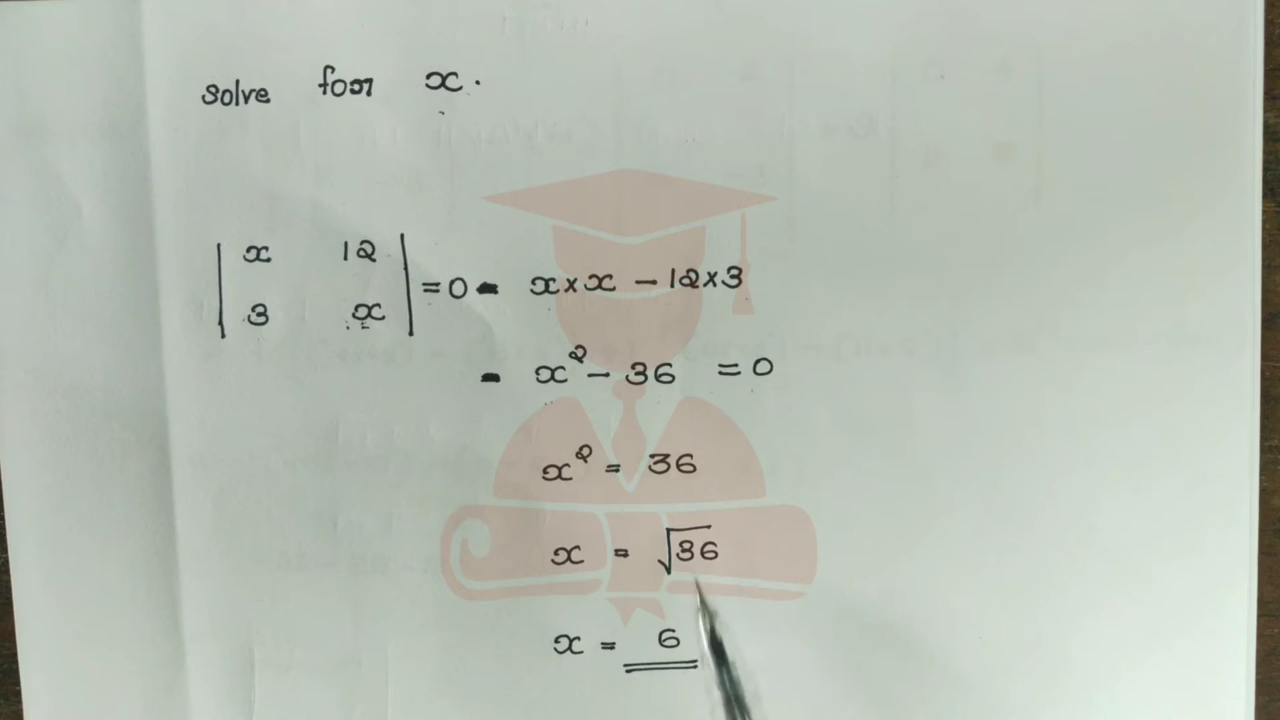 solve for x.
| x 12 | = 0 - x × x - 12 × 3
| 3 x |
- x² - 36 = 0
x² = 36
x = √36
x = 6